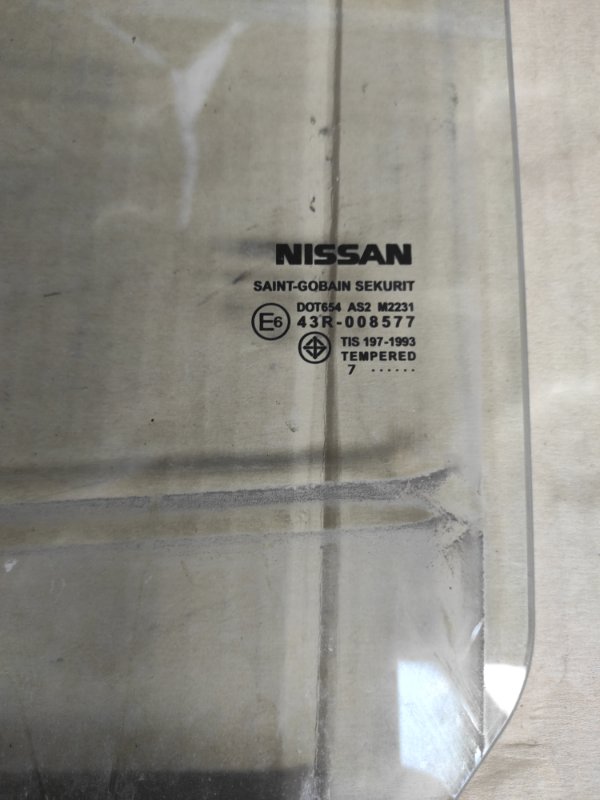 NISSAN
SAINT-GOBAIN SEKURIT
DOT654 AS2 M2231
E6 43R-008577
TIS 197-1993
TEMPERED
7 ......